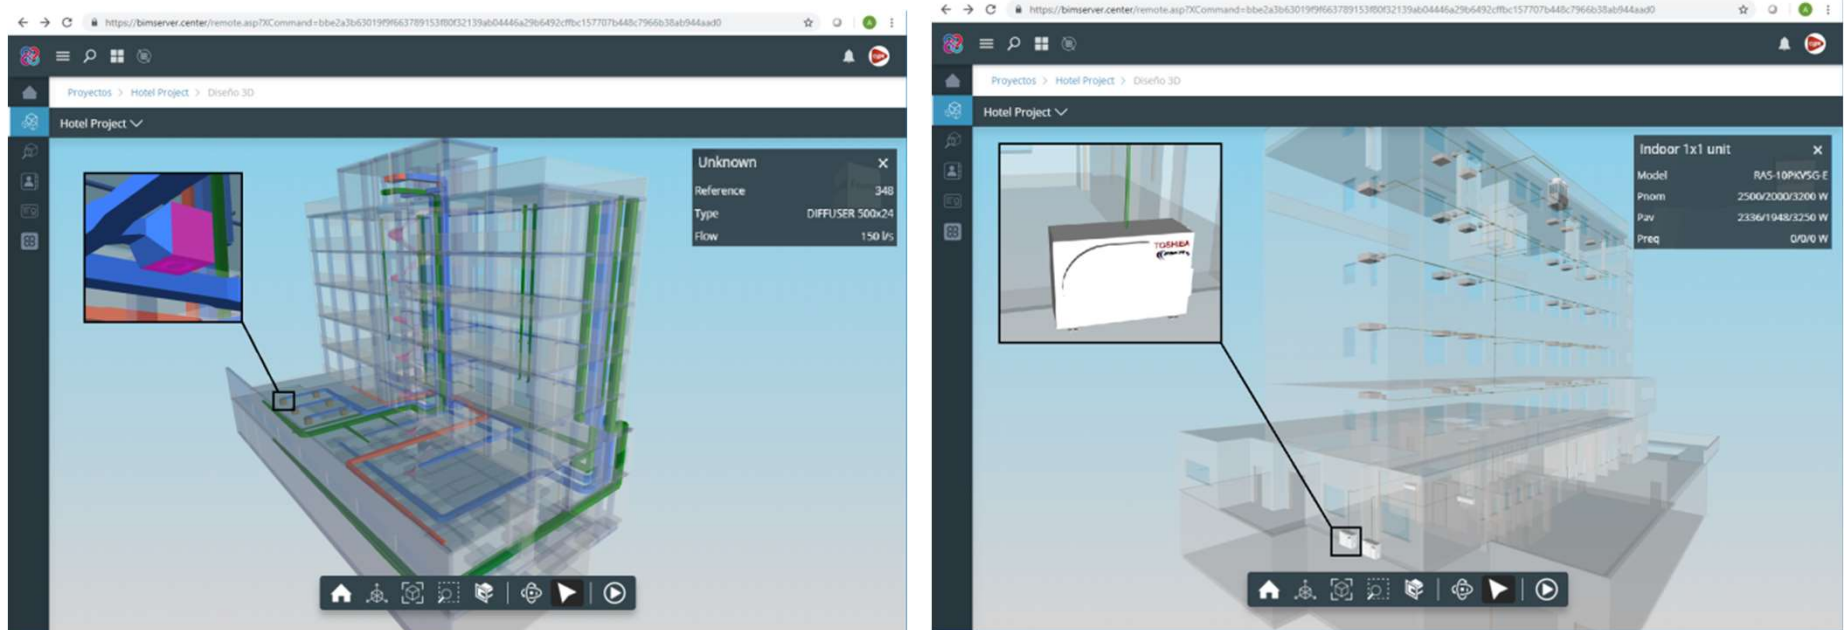 https://bimserver.center/remote.asp?XCommand=bbe2a3b63019f9f663789153f80f32139ab04446a29b6492cffbc157707b448c7966b38ab944aad0
A
Proyectos > Hotel Project > Diseño 3D
Hotel Project
Unknown
Reference 348
Type DIFFUSER 500x24
Flow 150 l/s
https://bimserver.center/remote.asp?XCommand=bbe2a3b63019f9f663789153f80f32139ab04446a29b6492cffbc157707b448c7966b38ab944aad0
A
Proyectos > Hotel Project > Diseño 3D
Hotel Project
Indoor 1x1 unit
Model RAS-10PKVSG-E
Pnom 2500/2000/3200 W
Pav 2336/1948/3250 W
Preq 0/0/0 W
TOSHIBA